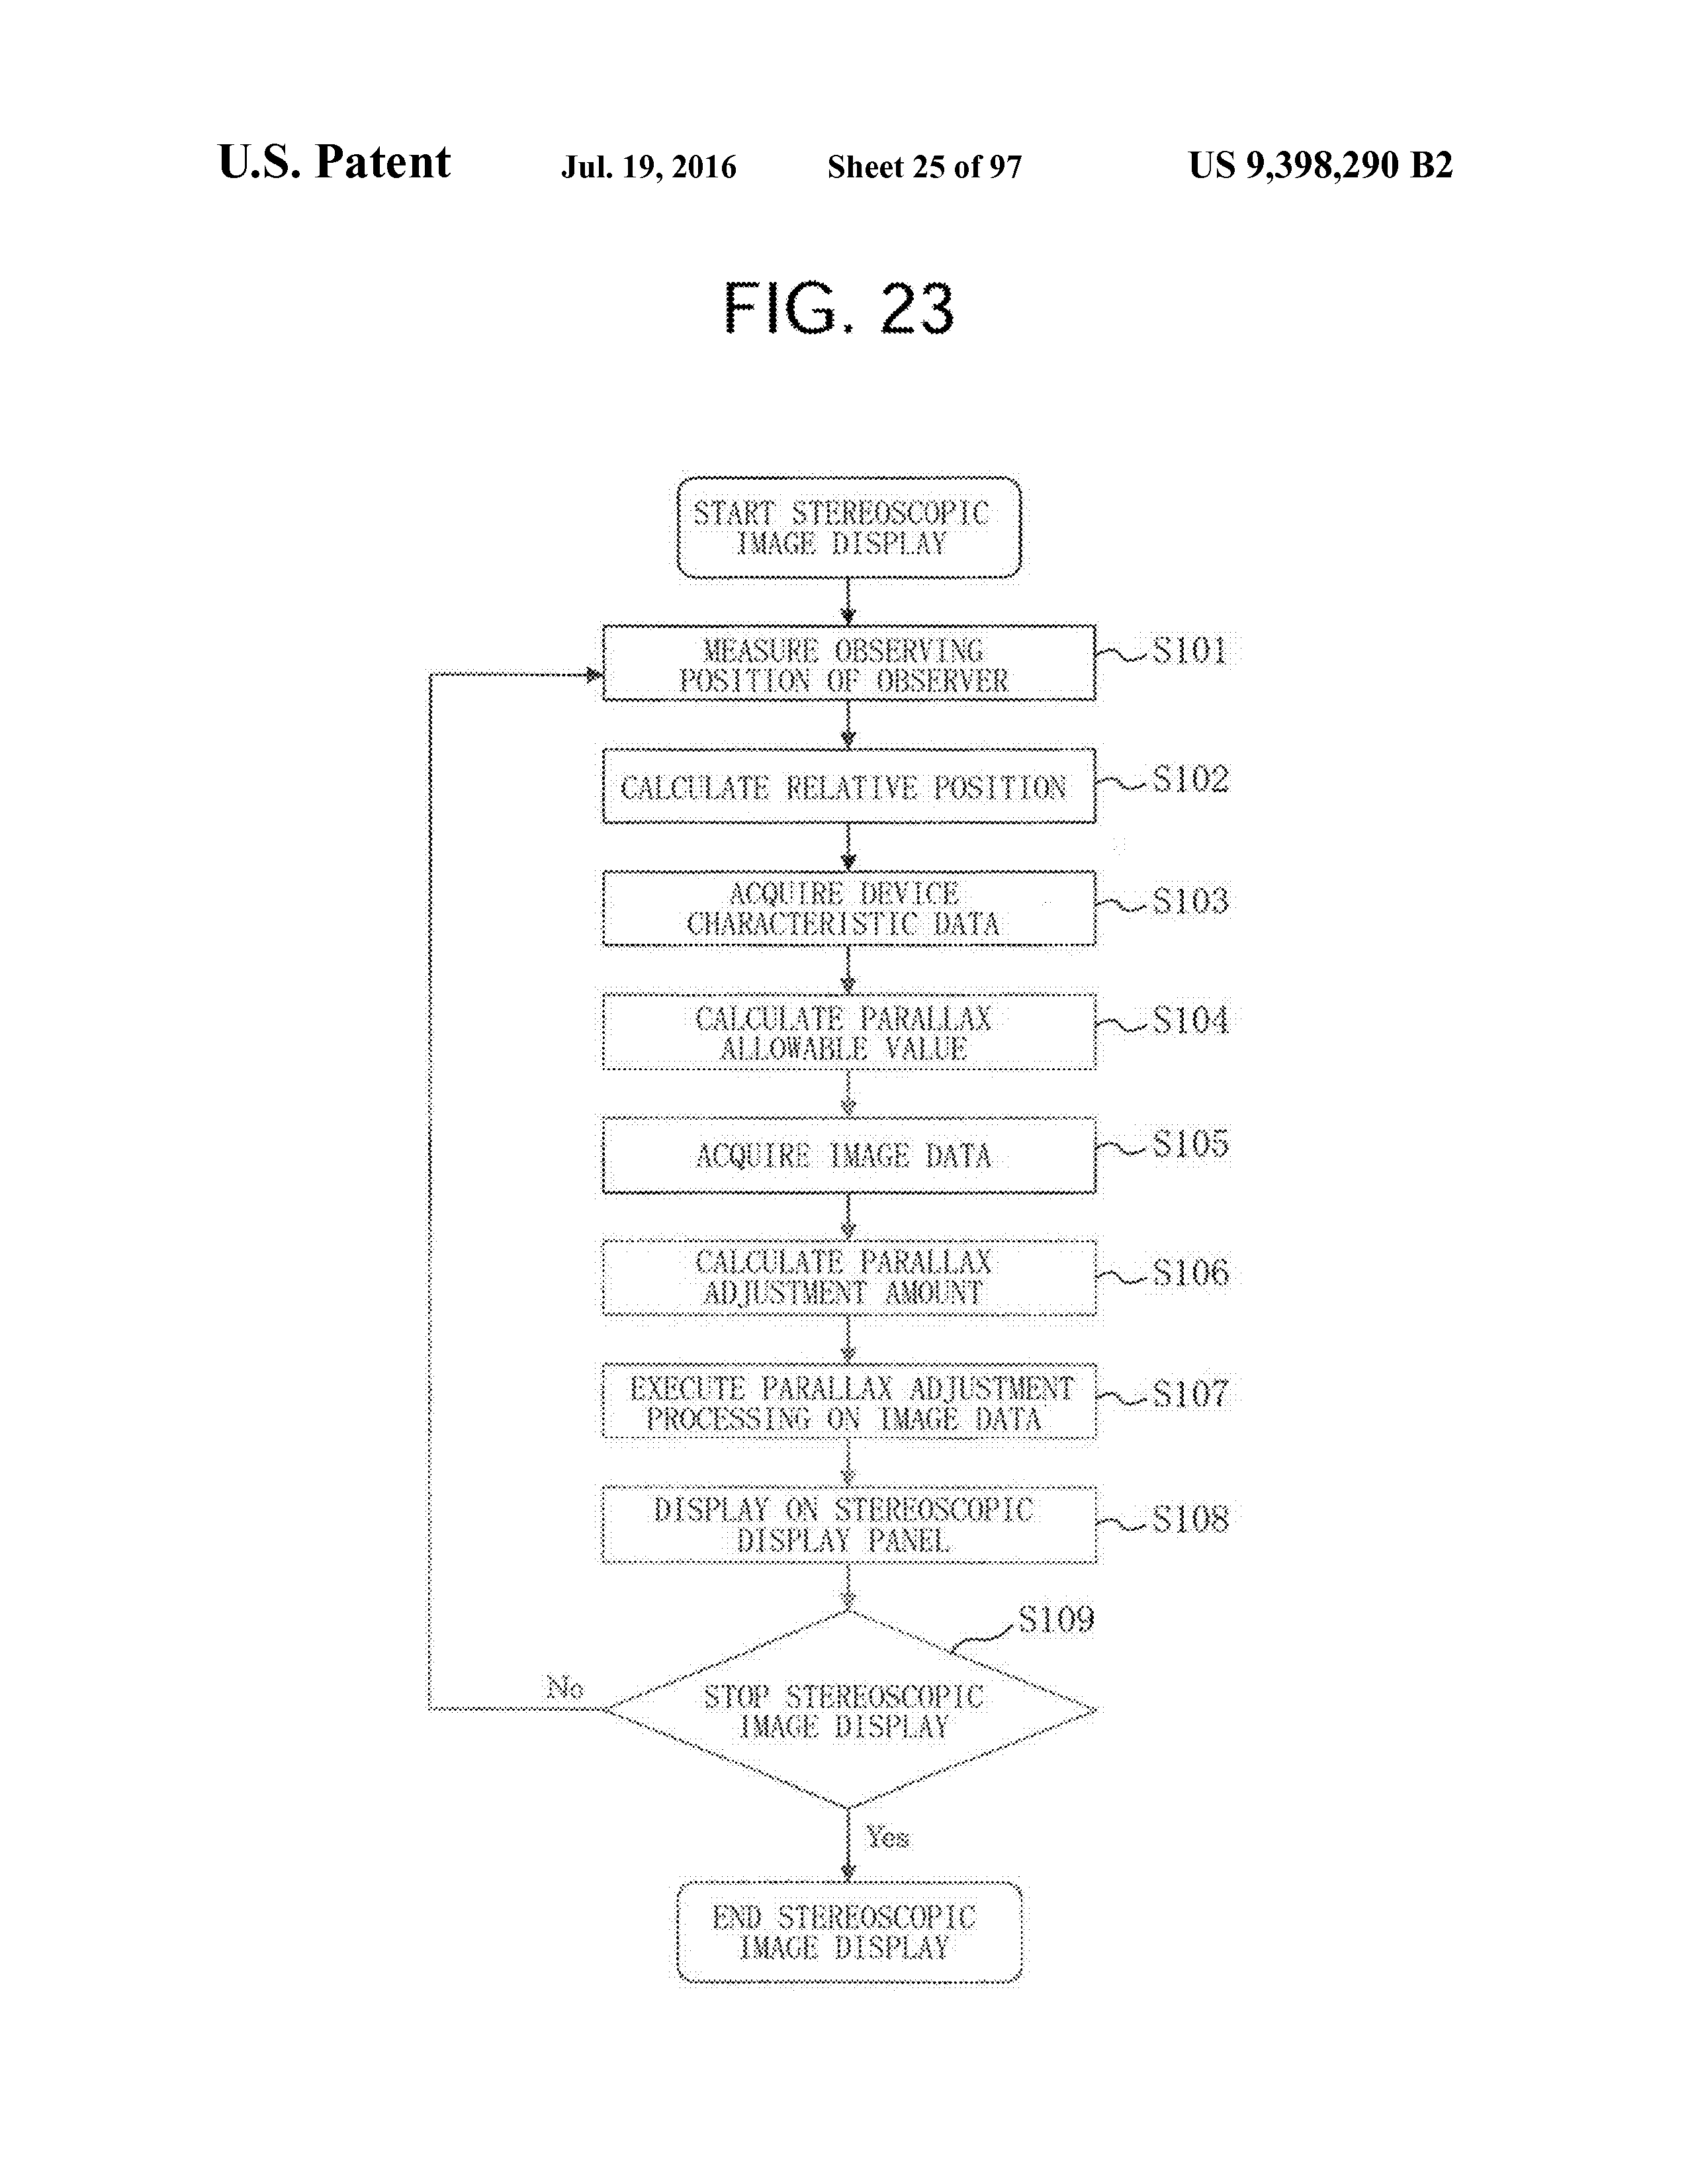 U.S. Patent Jul. 19, 2016 Sheet 25 of 97 US 9,398,290 B2
FIG. 23
START STEREOSCOPIC
IMAGE DISPLAY
MEASURE OBSERVING
POSITION OF OBSERVER
S101
CALCULATE RELATIVE POSITION
S102
ACQUIRE DEVICE
CHARACTERISTIC DATA
S103
CALCULATE PARALLAX
ALLOWABLE VALUE
S104
ACQUIRE IMAGE DATA
S105
CALCULATE PARALLAX
ADJUSTMENT AMOUNT
S106
EXECUTE PARALLAX ADJUSTMENT
PROCESSING ON IMAGE DATA
S107
DISPLAY ON STEREOSCOPIC
DISPLAY PANEL
S108
S109
STOP STEREOSCOPIC
IMAGE DISPLAY
No
Yes
END STEREOSCOPIC
IMAGE DISPLAY